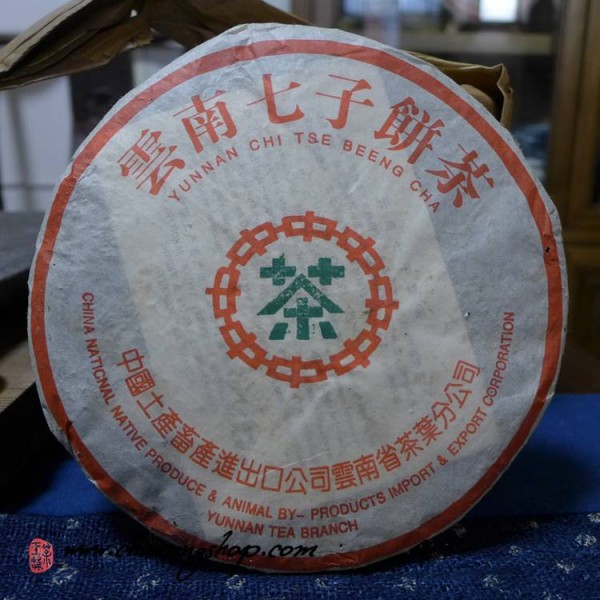 雲南七子餅茶
YUNNAN CHI TSE BEENG CHA
茶
中國土產畜產進出口公司雲南省茶葉分公司
CHINA NATIONAL NATIVE PRODUCE & ANIMAL BY- PRODUCTS IMPORT & EXPORT CORPORATION
YUNNAN TEA BRANCH